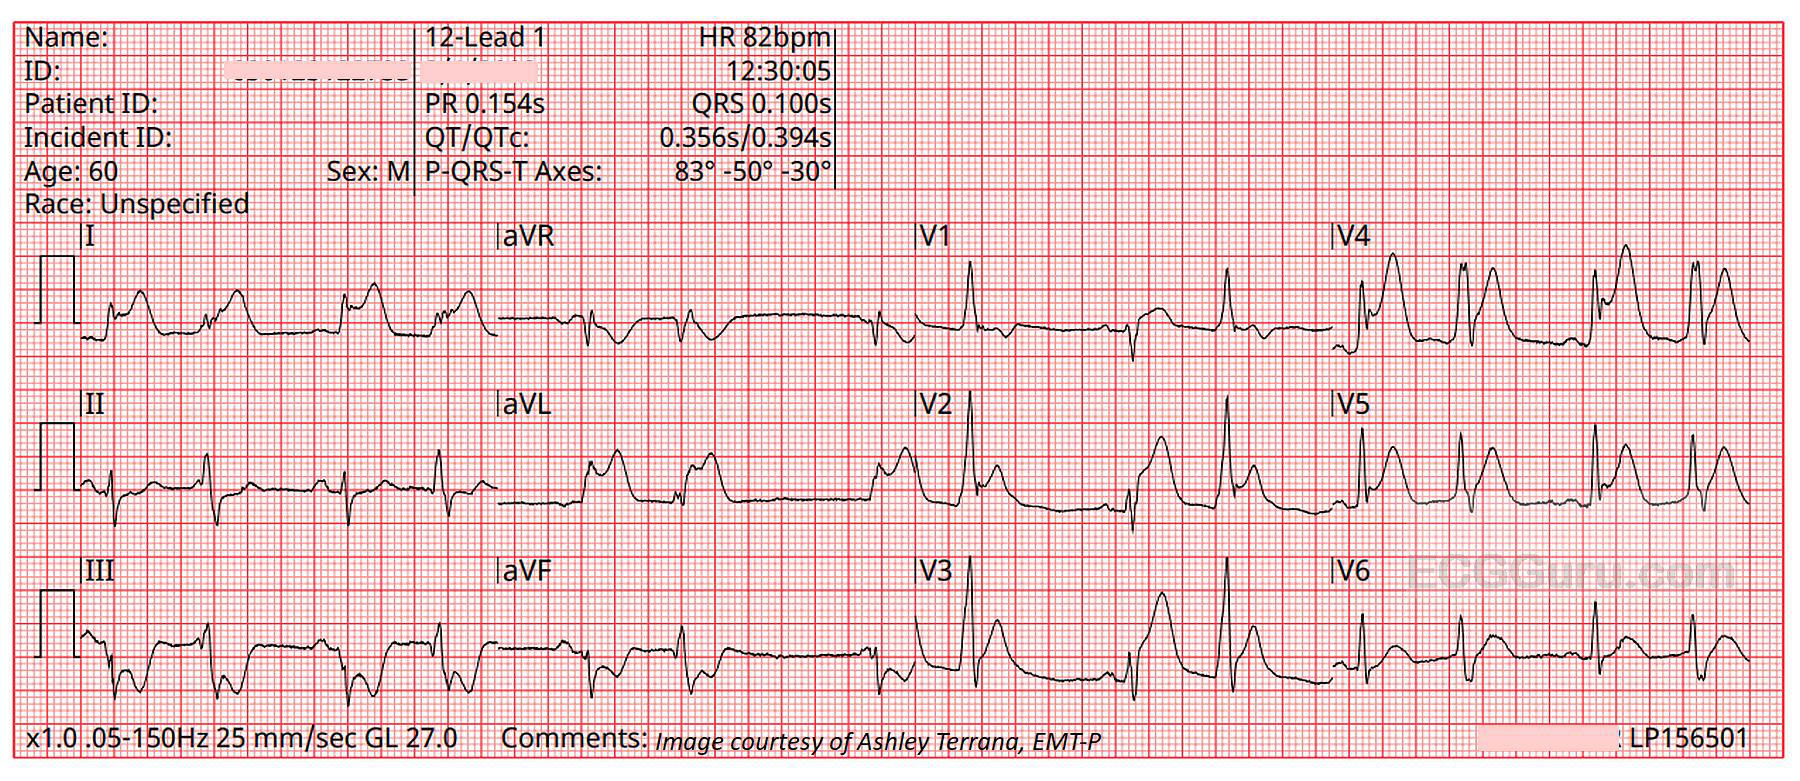 Name:
12-Lead 1
HR 82bpm
ID:
12:30:05
Patient ID:
PR 0.154s
QRS 0.100s
Incident ID:
QT/QTc:
0.356s/0.394s
Age: 60
Sex: M
P-QRS-T Axes:
83° -50° -30°
Race: Unspecified
I
aVR
V1
V4
II
aVL
V2
V5
III
aVF
V3
V6
ECGGuru.com
x1.0 .05-150Hz 25 mm/sec GL 27.0
Comments: Image courtesy of Ashley Terrana, EMT-P
LP156501